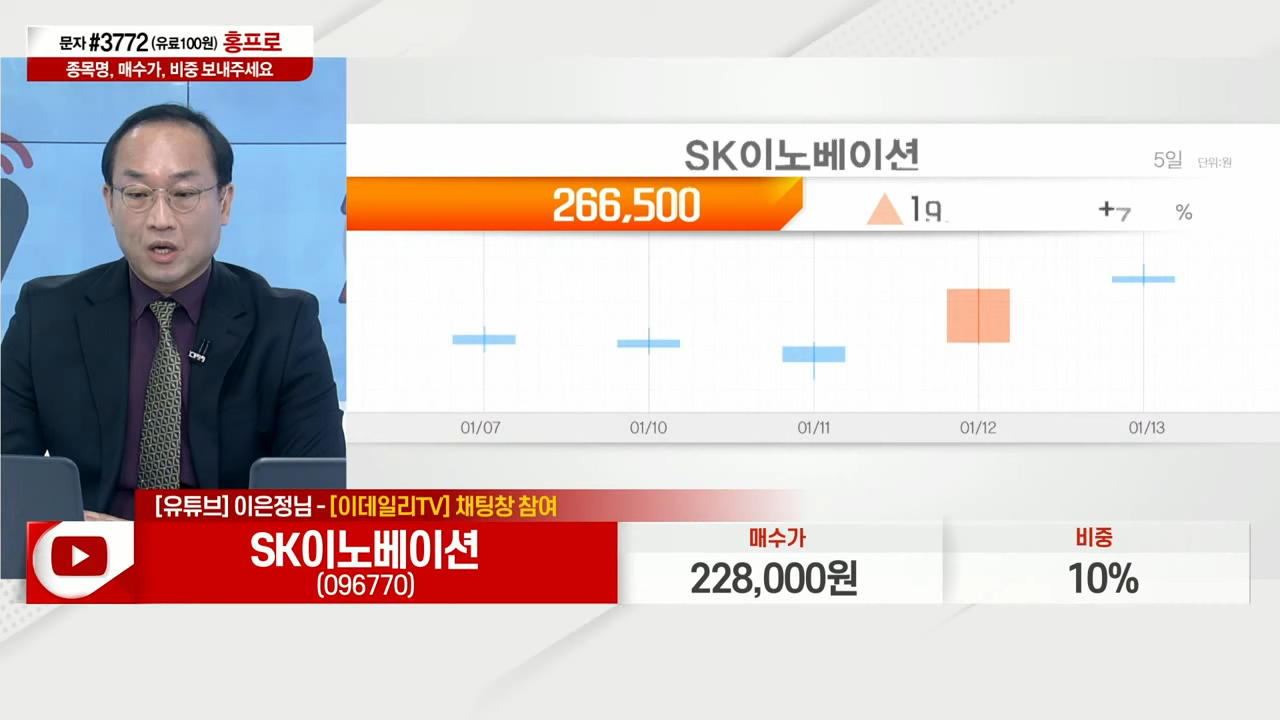 문자 #3772 (유료100원) 홍프로
종목명, 매수가, 비중 보내주세요
SK이노베이션
5일 단위:원
266,500
▲ 19
+7 %
01/07 01/10 01/11 01/12 01/13
[유튜브] 이은정님 - [이데일리TV] 채팅창 참여
SK이노베이션
(096770)
매수가
228,000원
비중
10%